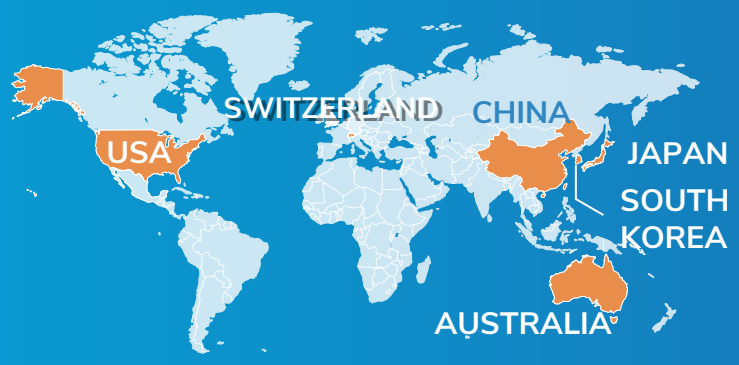 SWITZERLAND
CHINA
USA
JAPAN
SOUTH
KOREA
AUSTRALIA